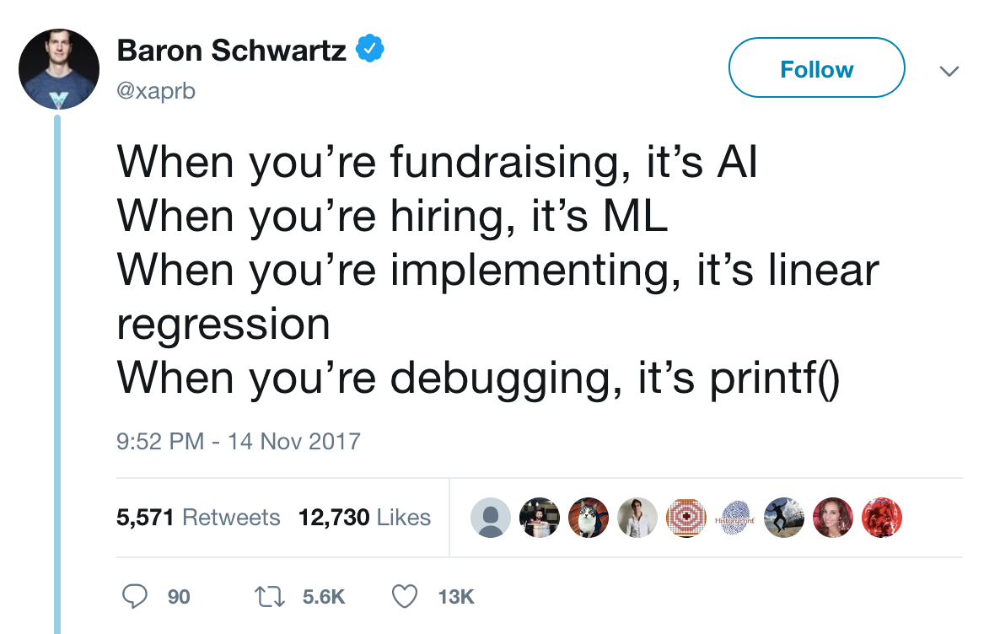 Baron Schwartz
@xaprb
Follow
When you’re fundraising, it’s AI
When you’re hiring, it’s ML
When you’re implementing, it’s linear
regression
When you’re debugging, it’s printf()
9:52 PM - 14 Nov 2017
5,571 Retweets 12,730 Likes
HistoryPrint
90 5.6K 13K